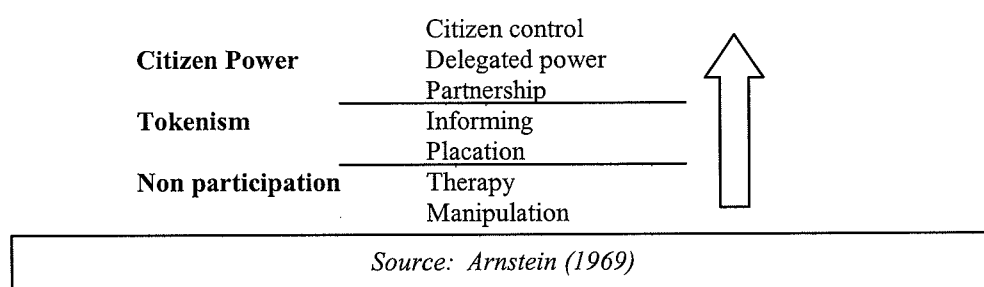 Citizen control
Citizen Power Delegated power
Partnership
Tokenism Informing
Placation
Non participation Therapy
Manipulation
Source: Arnstein (1969)